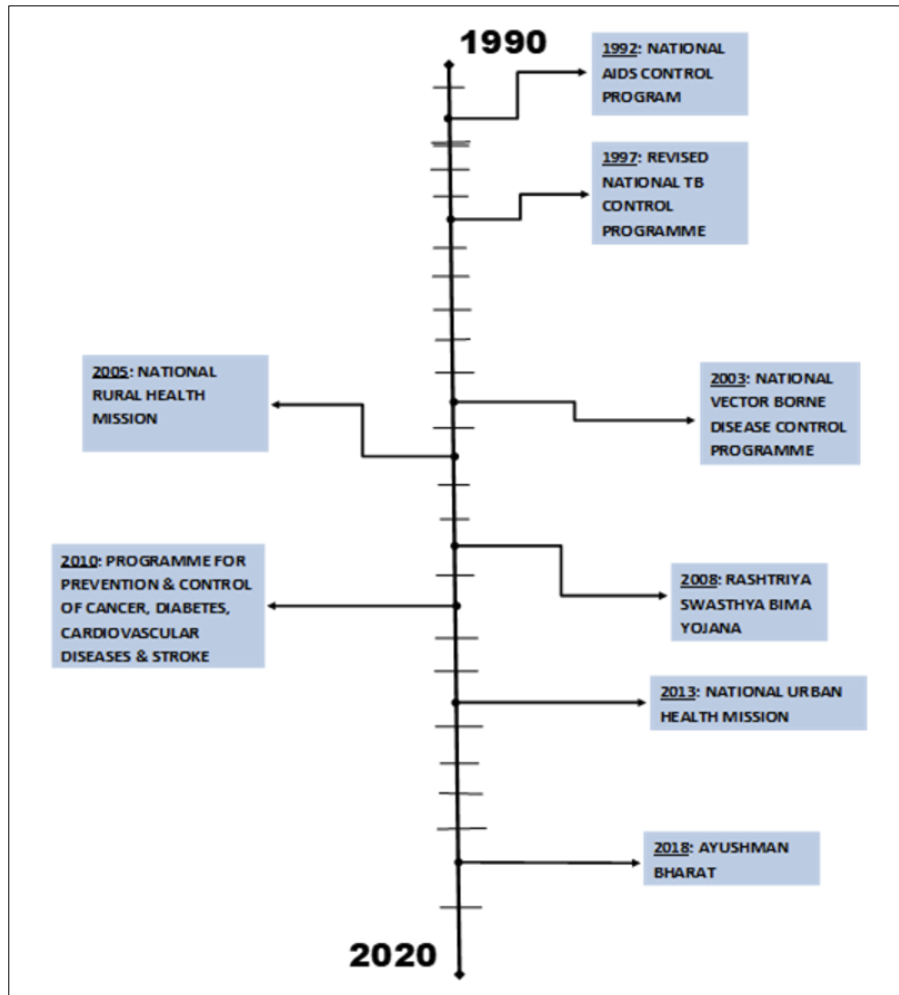 1990
1992: NATIONAL
AIDS CONTROL
PROGRAM
1997: REVISED
NATIONAL TB
CONTROL
PROGRAMME
2005: NATIONAL
RURAL HEALTH
MISSION
2003: NATIONAL
VECTOR BORNE
DISEASE CONTROL
PROGRAMME
2010: PROGRAMME FOR
PREVENTION & CONTROL
OF CANCER, DIABETES,
CARDIOVASCULAR
DISEASES & STROKE
2008: RASHTRIYA
SWASTHYA BIMA
YOJANA
2013: NATIONAL URBAN
HEALTH MISSION
2018: AYUSHMAN
BHARAT
2020